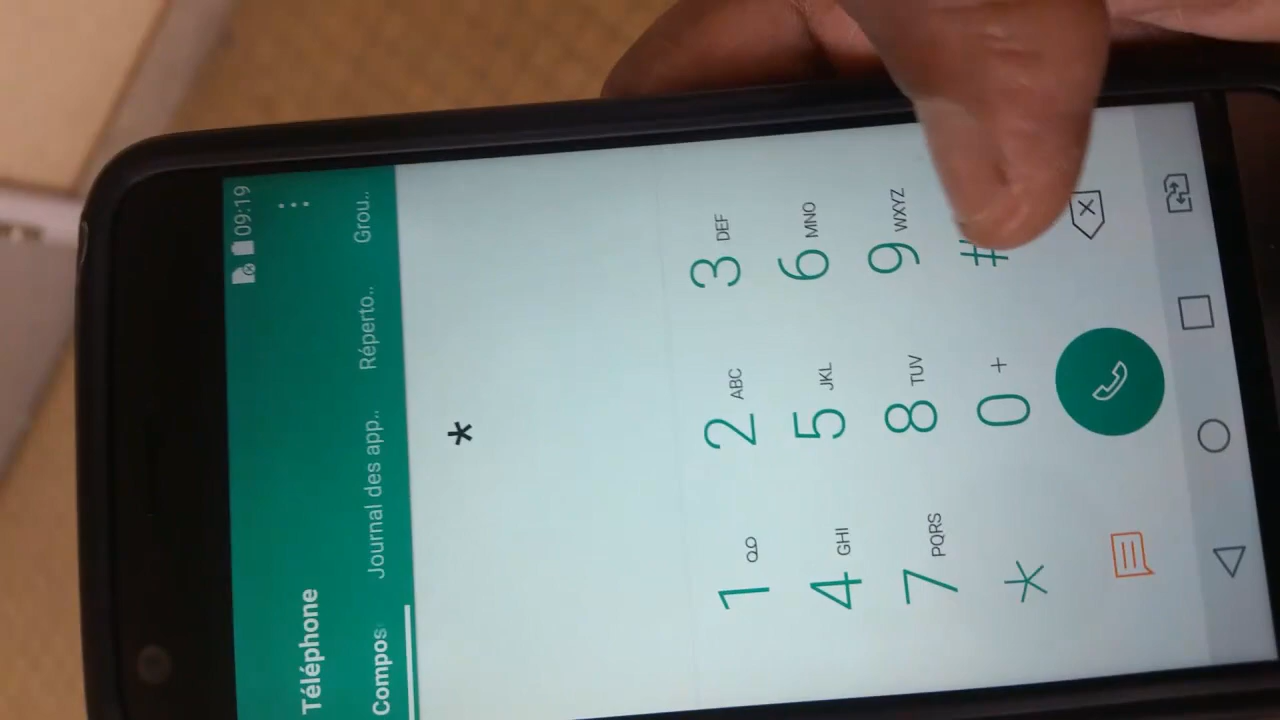 09:19
Téléphone
Compos Journal des app.. Réperto.. Grou..
*
1 2 ABC 3 DEF
4 GHI 5 JKL 6 MNO
7 PQRS 8 TUV 9 WXYZ
* 0 + #